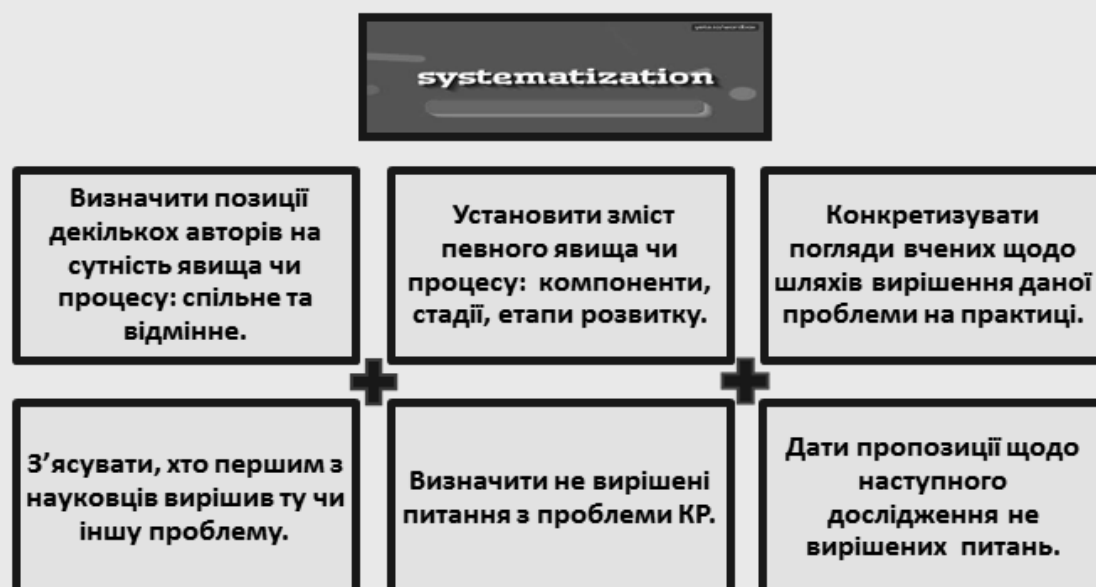 systematization
Визначити позиції
декількох авторів на
сутність явища чи
процесу: спільне та
відмінне.
Установити зміст
певного явища чи
процесу: компоненти,
стадії, етапи розвитку.
Конкретизувати
погляди вчених щодо
шляхів вирішення даної
проблеми на практиці.
З’ясувати, хто першим з
науковців вирішив ту чи
іншу проблему.
Визначити не вирішені
питання з проблеми КР.
Дати пропозиції щодо
наступного
дослідження не
вирішених питань.